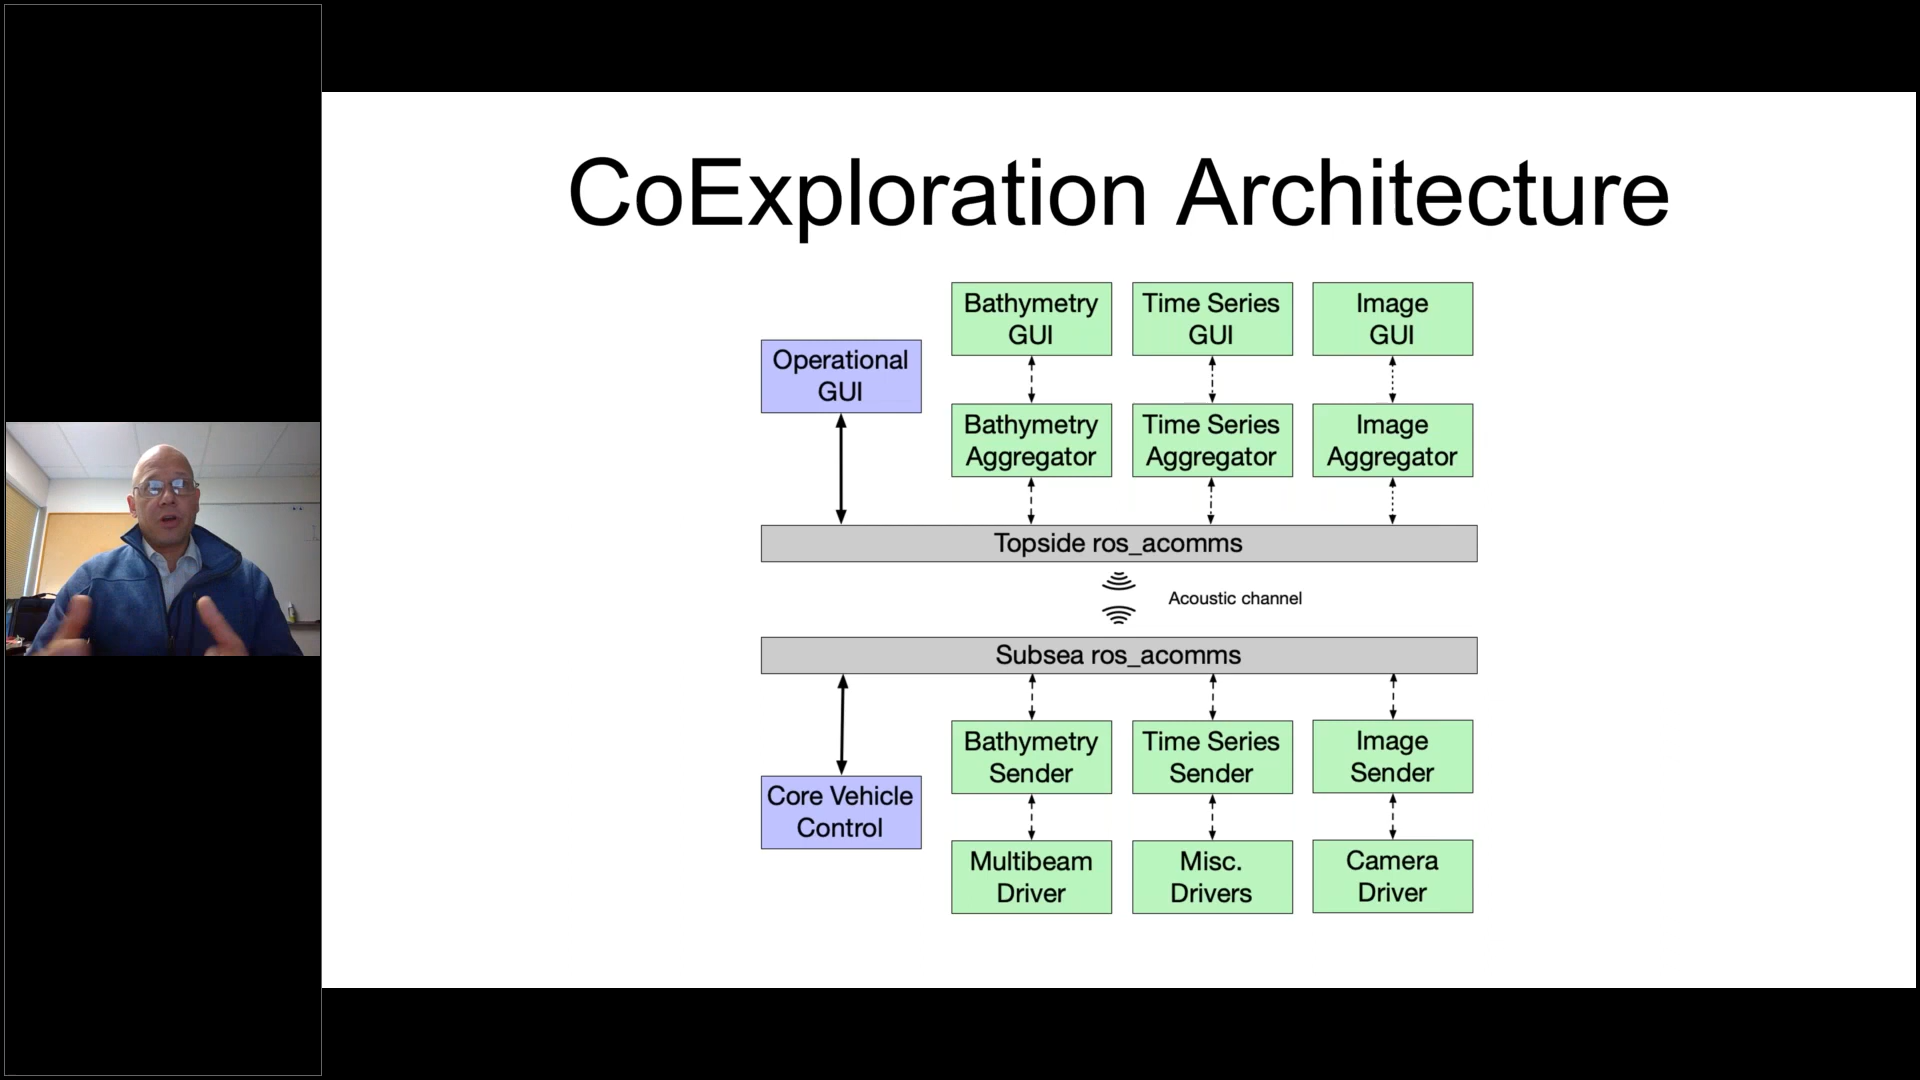 CoExploration Architecture
Bathymetry
GUI
Time Series
GUI
Image
GUI
Operational
GUI
Bathymetry
Aggregator
Time Series
Aggregator
Image
Aggregator
Topside ros_acomms
Acoustic channel
Subsea ros_acomms
Bathymetry
Sender
Time Series
Sender
Image
Sender
Core Vehicle
Control
Multibeam
Driver
Misc.
Drivers
Camera
Driver